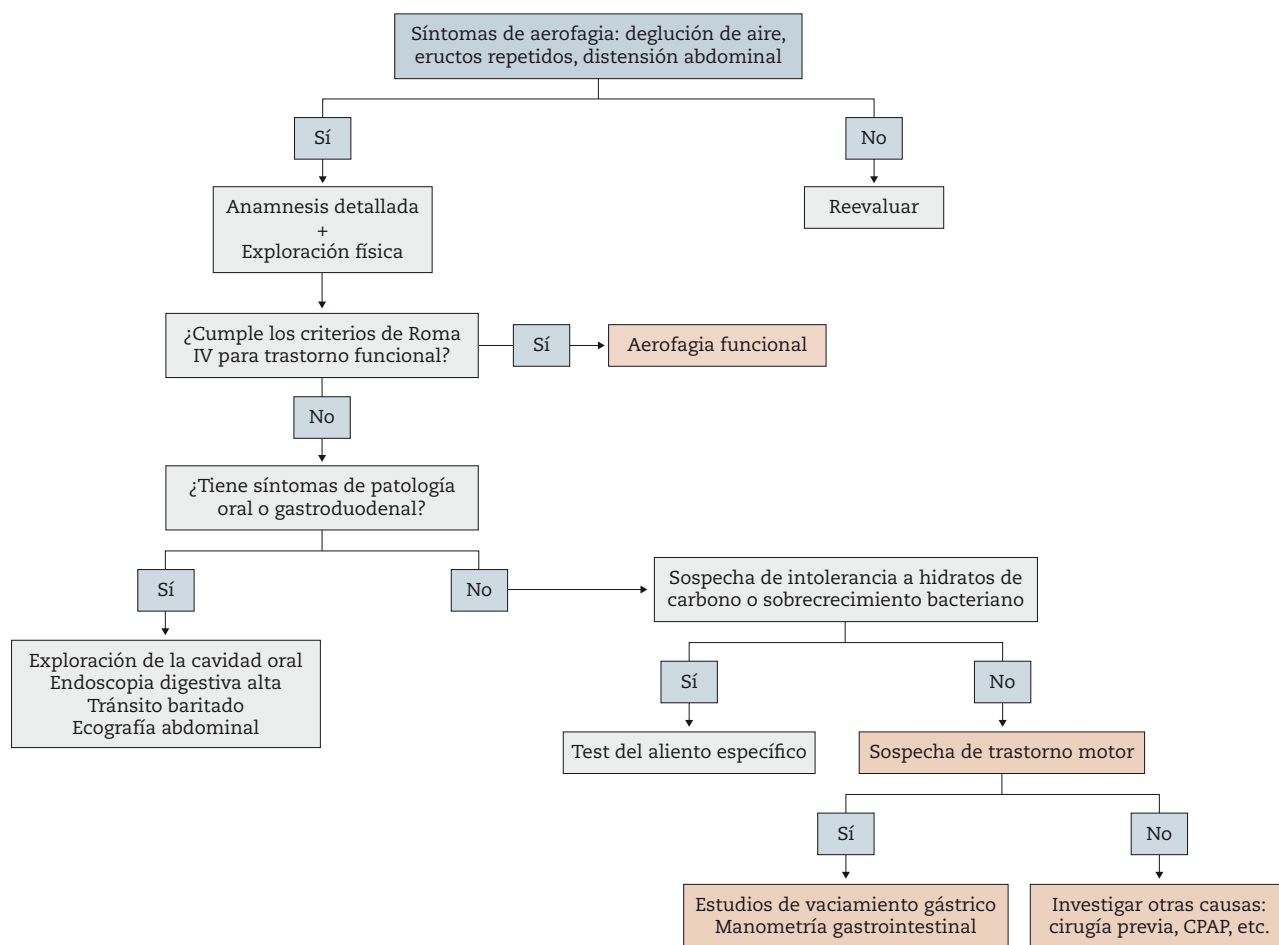 Síntomas de aerofagia: deglución de aire,
eructos repetidos, distensión abdominal
Sí
No
Anamnesis detallada
+
Exploración física
Reevaluar
¿Cumple los criterios de Roma
IV para trastorno funcional?
Sí
Aerofagia funcional
No
¿Tiene síntomas de patología
oral o gastroduodenal?
Sí
No
Sospecha de intolerancia a hidratos de
carbono o sobrecrecimiento bacteriano
Exploración de la cavidad oral
Endoscopia digestiva alta
Tránsito baritado
Ecografía abdominal
Sí
No
Test del aliento específico
Sospecha de trastorno motor
Sí
No
Estudios de vaciamiento gástrico
Manometría gastrointestinal
Investigar otras causas:
cirugía previa, CPAP, etc.